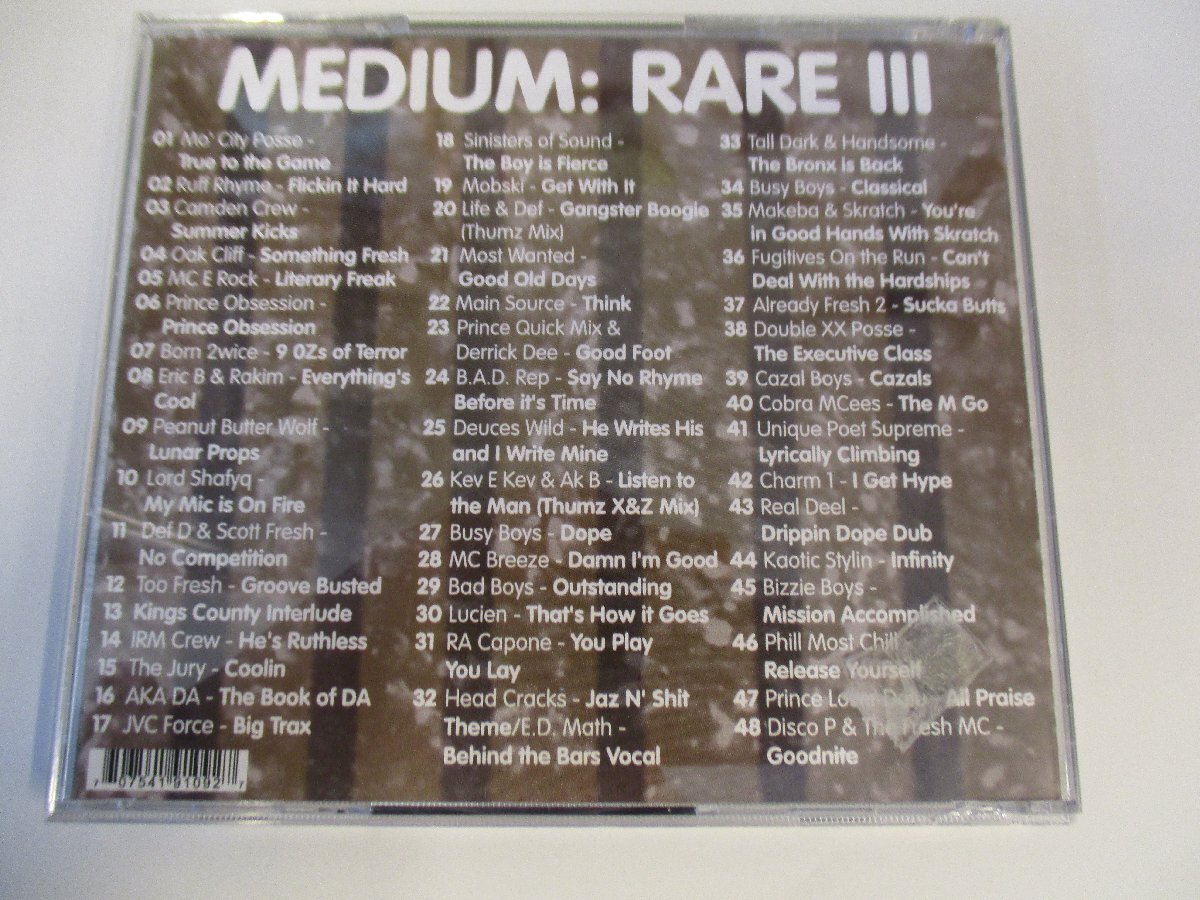 MEDIUM: RARE III
01 Mo' City Posse -
True to the Game
02 Ruff Rhyme - Flickin It Hard
03 Camden Crew -
Summer Kicks
04 Oak Cliff - Something Fresh
05 MC E Rock - Literary Freak
06 Prince Obsession -
Prince Obsession
07 Born 2wice - 9 0Zs of Terror
08 Eric B & Rakim - Everything's
Cool
09 Peanut Butter Wolf -
Lunar Props
10 Lord Shafyq -
My Mic is On Fire
11 Def D & Scott Fresh -
No Competition
12 Too Fresh - Groove Busted
13 Kings County Interlude
14 IRM Crew - He's Ruthless
15 The Jury - Coolin
16 AKA DA - The Book of DA
17 JVC Force - Big Trax
7 07541 91092 7
18 Sinisters of Sound -
The Boy is Fierce
19 Mobski - Get With It
20 Life & Def - Gangster Boogie
(Thumz Mix)
21 Most Wanted -
Good Old Days
22 Main Source - Think
23 Prince Quick Mix &
Derrick Dee - Good Foot
24 B.A.D. Rep - Say No Rhyme
Before it's Time
25 Deuces Wild - He Writes His
and I Write Mine
26 Kev E Kev & Ak B - Listen to
the Man (Thumz X&Z Mix)
27 Busy Boys - Dope
28 MC Breeze - Damn I'm Good
29 Bad Boys - Outstanding
30 Lucien - That's How it Goes
31 RA Capone - You Play
You Lay
32 Head Cracks - Jaz N' Shit
Theme/E.D. Math -
Behind the Bars Vocal
33 Tall Dark & Handsome -
The Bronx is Back
34 Busy Boys - Classical
35 Makeba & Skratch - You're
in Good Hands With Skratch
36 Fugitives On the Run - Can't
Deal With the Hardships
37 Already Fresh 2 - Sucka Butts
38 Double XX Posse -
The Executive Class
39 Cazal Boys - Cazals
40 Cobra MCees - The M Go
41 Unique Poet Supreme -
Lyrically Climbing
42 Charm 1 - I Get Hype
43 Real Deel -
Drippin Dope Dub
44 Kaotic Stylin - Infinity
45 Bizzie Boys -
Mission Accomplished
46 Phill Most Chill
Release Yourself
47 Prince All Praise
48 Disco P & The Fresh MC -
Goodnite